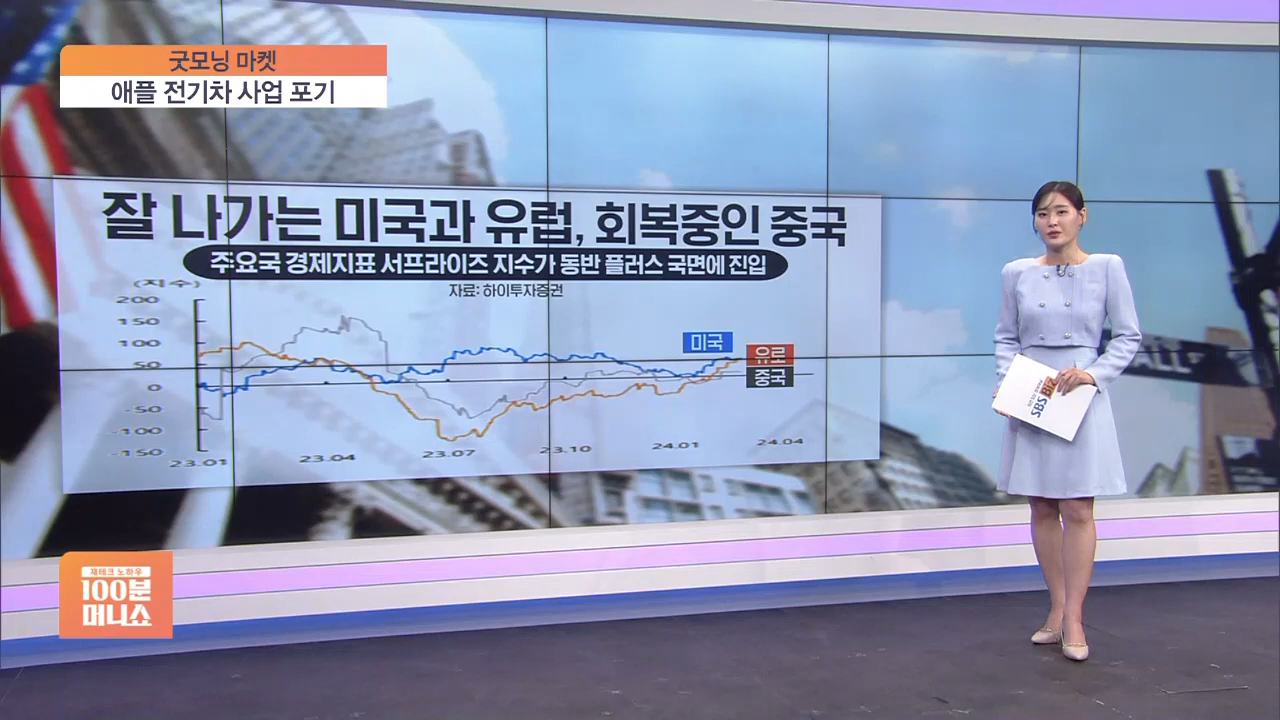 굿모닝 마켓
애플 전기차 사업 포기
잘 나가는 미국과 유럽, 회복중인 중국
주요국 경제지표 서프라이즈 지수가 동반 플러스 국면에 진입
(지수)
자료: 하이투자증권
200
150
100
50
0
-50
-100
-150
미국
유로
중국
23.01
23.04
23.07
23.10
24.01
24.04
SBS Biz
재테크 노하우
100분
머니쇼